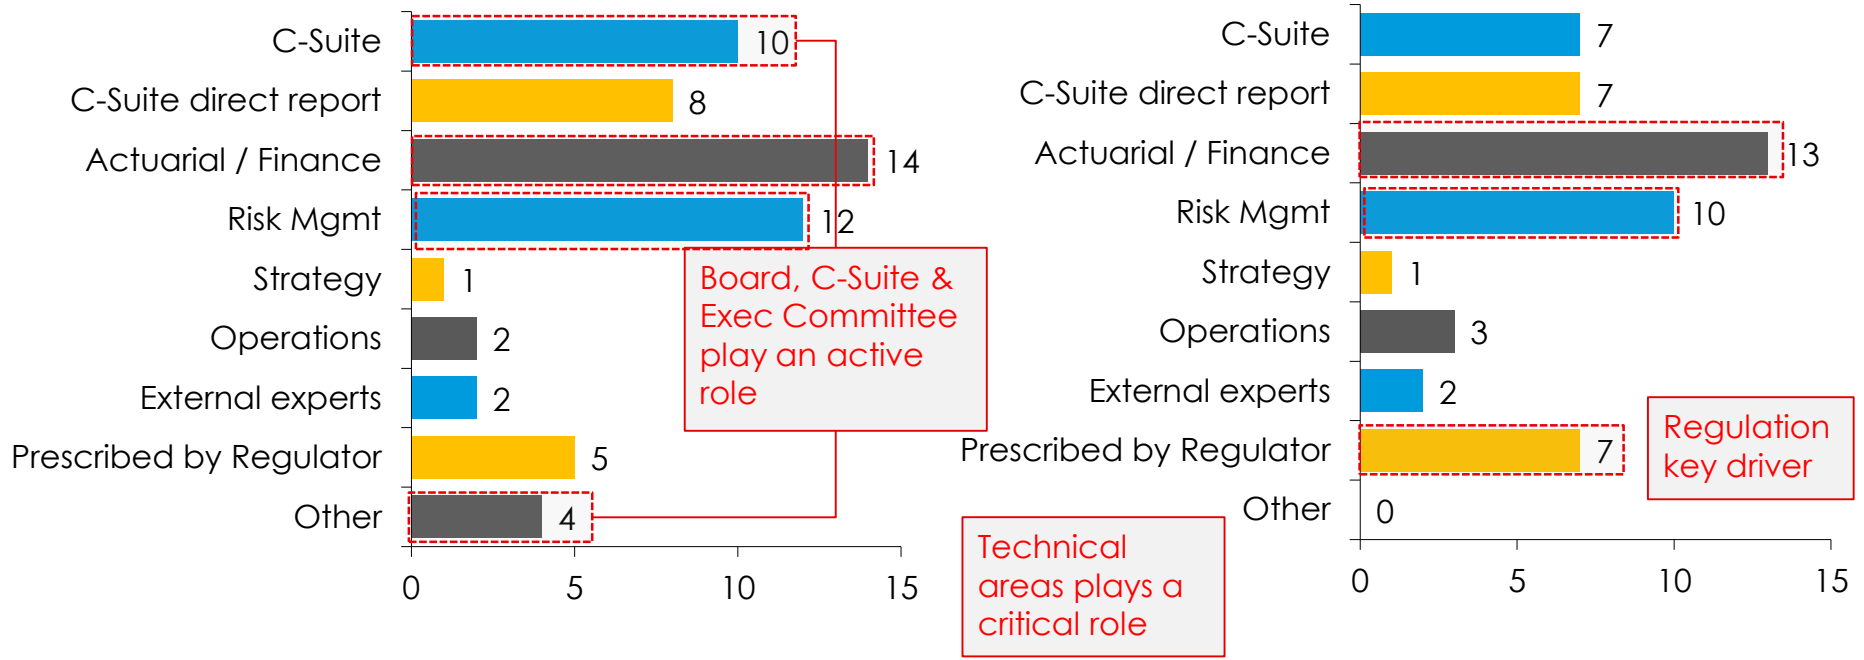 C-Suite
10
C-Suite direct report
8
Actuarial / Finance
14
Risk Mgmt
12
Strategy
1
Operations
2
External experts
2
Prescribed by Regulator
5
Other
4
0
5
10
15
Board, C-Suite &
Exec Committee
play an active
role
Technical
areas plays a
critical role
C-Suite
7
C-Suite direct report
7
Actuarial / Finance
13
Risk Mgmt
10
Strategy
1
Operations
3
External experts
2
Prescribed by Regulator
7
Other
0
0
5
10
15
Regulation
key driver